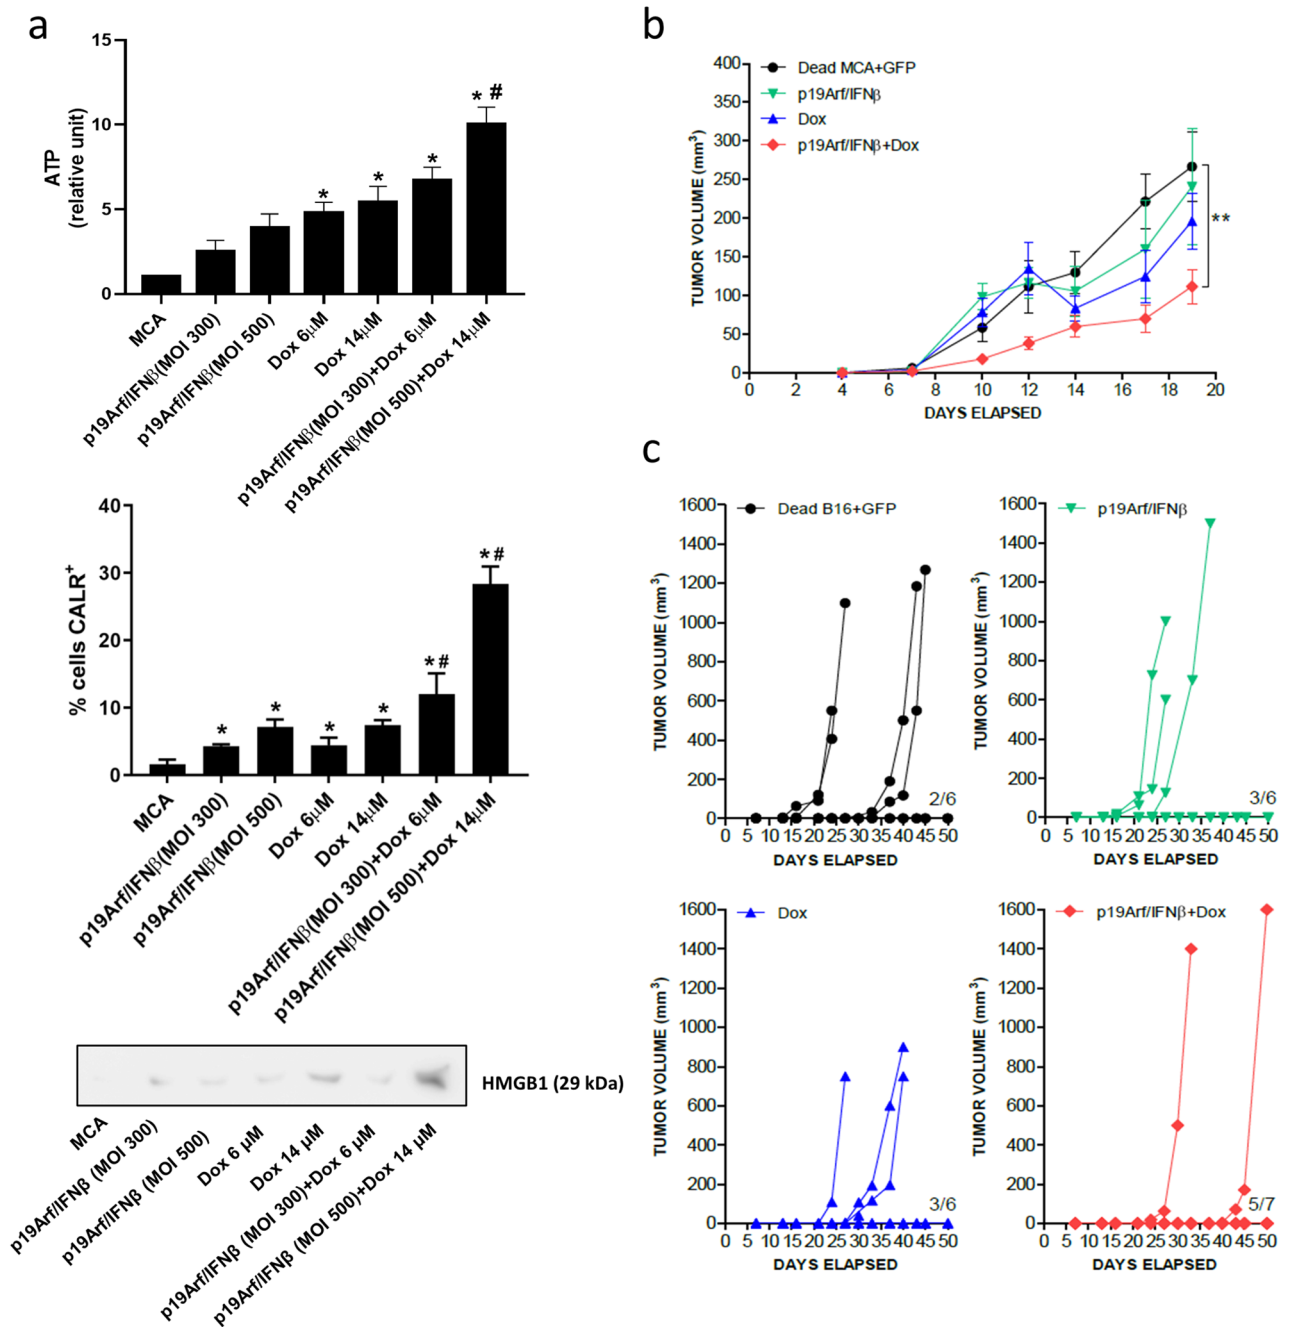 a
15
10
5
0
ATP
(relative unit)
*
*
*
* #
MCA
p19Arf/IFNβ(MOI 300)
p19Arf/IFNβ(MOI 500)
Dox 6μM
Dox 14μM
p19Arf/IFNβ(MOI 300)+Dox 6μM
p19Arf/IFNβ(MOI 500)+Dox 14μM
40
30
20
10
0
% cells CALR+
*
*
*
*
*#
*#
MCA
p19Arf/IFNβ(MOI 300)
p19Arf/IFNβ(MOI 500)
Dox 6μM
Dox 14μM
p19Arf/IFNβ(MOI 300)+Dox 6μM
p19Arf/IFNβ(MOI 500)+Dox 14μM
HMGB1 (29 kDa)
MCA
p19Arf/IFNβ (MOI 300)
p19Arf/IFNβ (MOI 500)
Dox 6 μM
Dox 14 μM
p19Arf/IFNβ (MOI 300)+Dox 6 μM
p19Arf/IFNβ (MOI 500)+Dox 14 μM
b
400
350
300
250
200
150
100
50
0
TUMOR VOLUME (mm3)
Dead MCA+GFP
p19Arf/IFNβ
Dox
p19Arf/IFNβ+Dox
**
0 2 4 6 8 10 12 14 16 18 20
DAYS ELAPSED
c
1600
1400
1200
1000
800
600
400
200
0
TUMOR VOLUME (mm3)
Dead B16+GFP
2/6
0 5 10 15 20 25 30 35 40 45 50
DAYS ELAPSED
1600
1400
1200
1000
800
600
400
200
0
TUMOR VOLUME (mm3)
p19Arf/IFNβ
3/6
0 5 10 15 20 25 30 35 40 45 50
DAYS ELAPSED
1600
1400
1200
1000
800
600
400
200
0
TUMOR VOLUME (mm3)
Dox
3/6
0 5 10 15 20 25 30 35 40 45 50
DAYS ELAPSED
1600
1400
1200
1000
800
600
400
200
0
TUMOR VOLUME (mm3)
p19Arf/IFNβ+Dox
5/7
0 5 10 15 20 25 30 35 40 45 50
DAYS ELAPSED